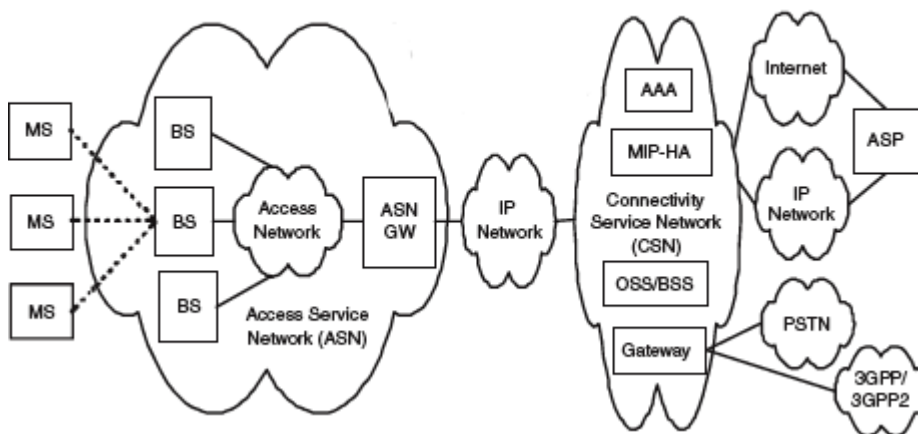 MS
MS
MS
BS
BS
BS
Access
Network
ASN
GW
Access Service
Network (ASN)
IP
Network
AAA
MIP-HA
Connectivity
Service Network
(CSN)
OSS/BSS
Gateway
Internet
IP
Network
ASP
PSTN
3GPP/
3GPP2